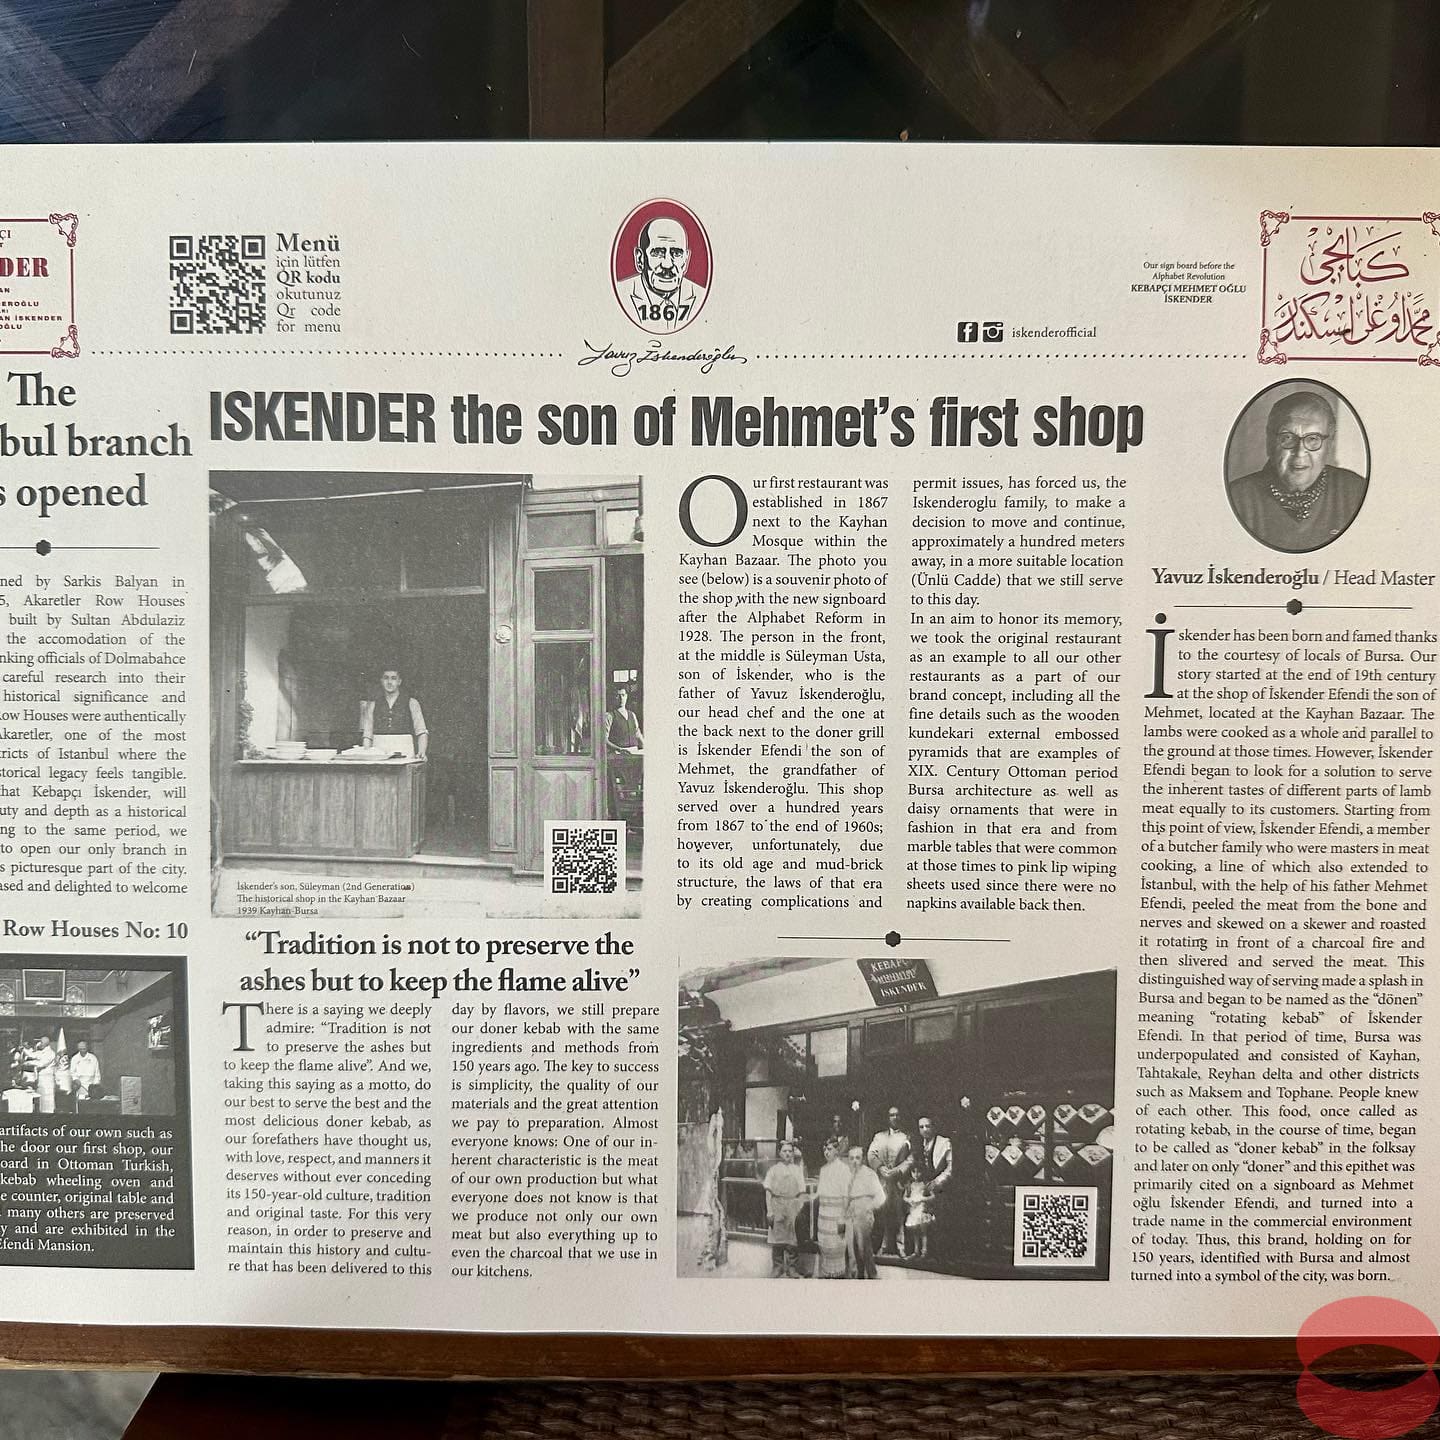 DER
EROĞLU
AN İSKENDER
OĞLU
Menü
için lütfen
QR kodu
okutunuz
Qr code
for menu
1867
Yavuz İskenderoğlu
iskenderofficial
Our sign board before the
Alphabet Revolution
KEBAPÇI MEHMET OĞLU
İSKENDER
كبابجى
محمد اوغلى اسكندر
The
bul branch
s opened
ned by Sarkis Balyan in
5, Akaretler Row Houses
built by Sultan Abdulaziz
the accomodation of the
nking officials of Dolmabahce
careful research into their
historical significance and
Row Houses were authentically
Akaretler, one of the most
tricts of Istanbul where the
storical legacy feels tangible.
hat Kebapçı İskender, will
uty and depth as a historical
ng to the same period, we
to open our only branch in
s picturesque part of the city.
ased and delighted to welcome
Row Houses No: 10
artifacts of our own such as
he door our first shop, our
oard in Ottoman Turkish,
kebab wheeling oven and
e counter, original table and
many others are preserved
y and are exhibited in the
Efendi Mansion.
ISKENDER the son of Mehmet's first shop
Iskender's son, Süleyman (2nd Generation)
The historical shop in the Kayhan Bazaar
1939 Kayhan-Bursa
"Tradition is not to preserve the
ashes but to keep the flame alive"
There is a saying we deeply
admire: "Tradition is not
to preserve the ashes but
to keep the flame alive". And we,
taking this saying as a motto, do
our best to serve the best and the
most delicious doner kebab, as
our forefathers have thought us,
with love, respect, and manners it
deserves without ever conceding
its 150-year-old culture, tradition
and original taste. For this very
reason, in order to preserve and
maintain this history and cultu-
re that has been delivered to this
day by flavors, we still prepare
our doner kebab with the same
ingredients and methods from
150 years ago. The key to success
is simplicity, the quality of our
materials and the great attention
we pay to preparation. Almost
everyone knows: One of our in-
herent characteristic is the meat
of our own production but what
everyone does not know is that
we produce not only our own
meat but also everything up to
even the charcoal that we use in
our kitchens.
Our first restaurant was
established in 1867
next to the Kayhan
Mosque within the
Kayhan Bazaar. The photo you
see (below) is a souvenir photo of
the shop with the new signboard
after the Alphabet Reform in
1928. The person in the front,
at the middle is Süleyman Usta,
son of İskender, who is the
father of Yavuz İskenderoğlu,
our head chef and the one at
the back next to the doner grill
is İskender Efendi the son of
Mehmet, the grandfather of
Yavuz İskenderoğlu. This shop
served over a hundred years
from 1867 to the end of 1960s;
however, unfortunately, due
to its old age and mud-brick
structure, the laws of that era
by creating complications and
permit issues, has forced us, the
Iskenderoglu family, to make a
decision to move and continue,
approximately a hundred meters
away, in a more suitable location
(Ünlü Cadde) that we still serve
to this day.
In an aim to honor its memory,
we took the original restaurant
as an example to all our other
restaurants as a part of our
brand concept, including all the
fine details such as the wooden
kundekari external embossed
pyramids that are examples of
XIX. Century Ottoman period
Bursa architecture as well as
daisy ornaments that were in
fashion in that era and from
marble tables that were common
at those times to pink lip wiping
sheets used since there were no
napkins available back then.
KEBAPÇI
İSKENDER
Yavuz İskenderoğlu / Head Master
İskender has been born and famed thanks
to the courtesy of locals of Bursa. Our
story started at the end of 19th century
at the shop of İskender Efendi the son of
Mehmet, located at the Kayhan Bazaar. The
lambs were cooked as a whole and parallel to
the ground at those times. However, İskender
Efendi began to look for a solution to serve
the inherent tastes of different parts of lamb
meat equally to its customers. Starting from
this point of view, İskender Efendi, a member
of a butcher family who were masters in meat
cooking, a line of which also extended to
İstanbul, with the help of his father Mehmet
Efendi, peeled the meat from the bone and
nerves and skewed on a skewer and roasted
it rotating in front of a charcoal fire and
then slivered and served the meat. This
distinguished way of serving made a splash in
Bursa and began to be named as the "dönen"
meaning "rotating kebab" of İskender
Efendi. In that period of time, Bursa was
underpopulated and consisted of Kayhan,
Tahtakale, Reyhan delta and other districts
such as Maksem and Tophane. People knew
of each other. This food, once called as
rotating kebab, in the course of time, began
to be called as "doner kebab" in the folksay
and later on only "doner" and this epithet was
primarily cited on a signboard as Mehmet
oğlu İskender Efendi, and turned into a
trade name in the commercial environment
of today. Thus, this brand, holding on for
150 years, identified with Bursa and almost
turned into a symbol of the city, was born.